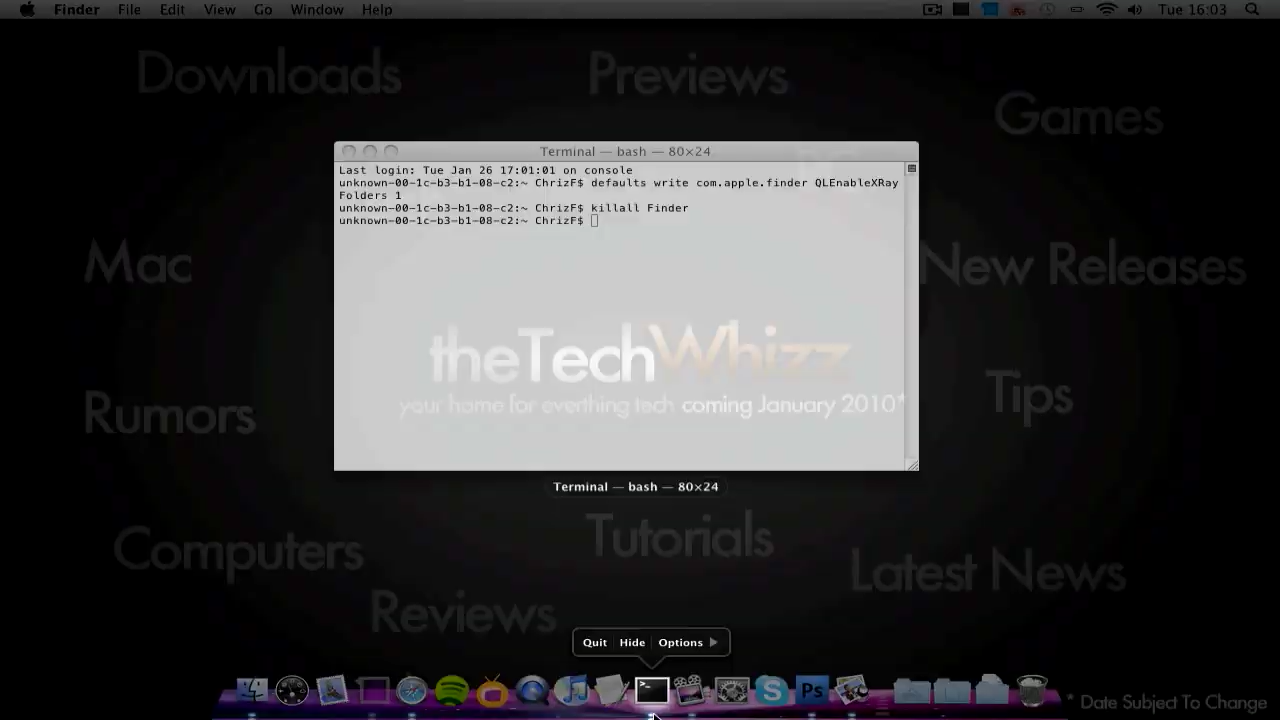 Finder File Edit View Go Window Help Tue 16:03
Downloads
Previews
Games
Terminal — bash — 80×24
Last login: Tue Jan 26 17:01:01 on console
unknown-00-1c-b3-b1-08-c2:~ ChrizF$ defaults write com.apple.finder QLEnableXRay
Folders 1
unknown-00-1c-b3-b1-08-c2:~ ChrizF$ killall Finder
unknown-00-1c-b3-b1-08-c2:~ ChrizF$
Mac
New Releases
theTechWhizz
your home for everthing tech coming January 2010*
Rumors
Tips
Terminal — bash — 80×24
Computers
Tutorials
Latest News
Reviews
Quit Hide Options
Ps
* Date Subject To Change